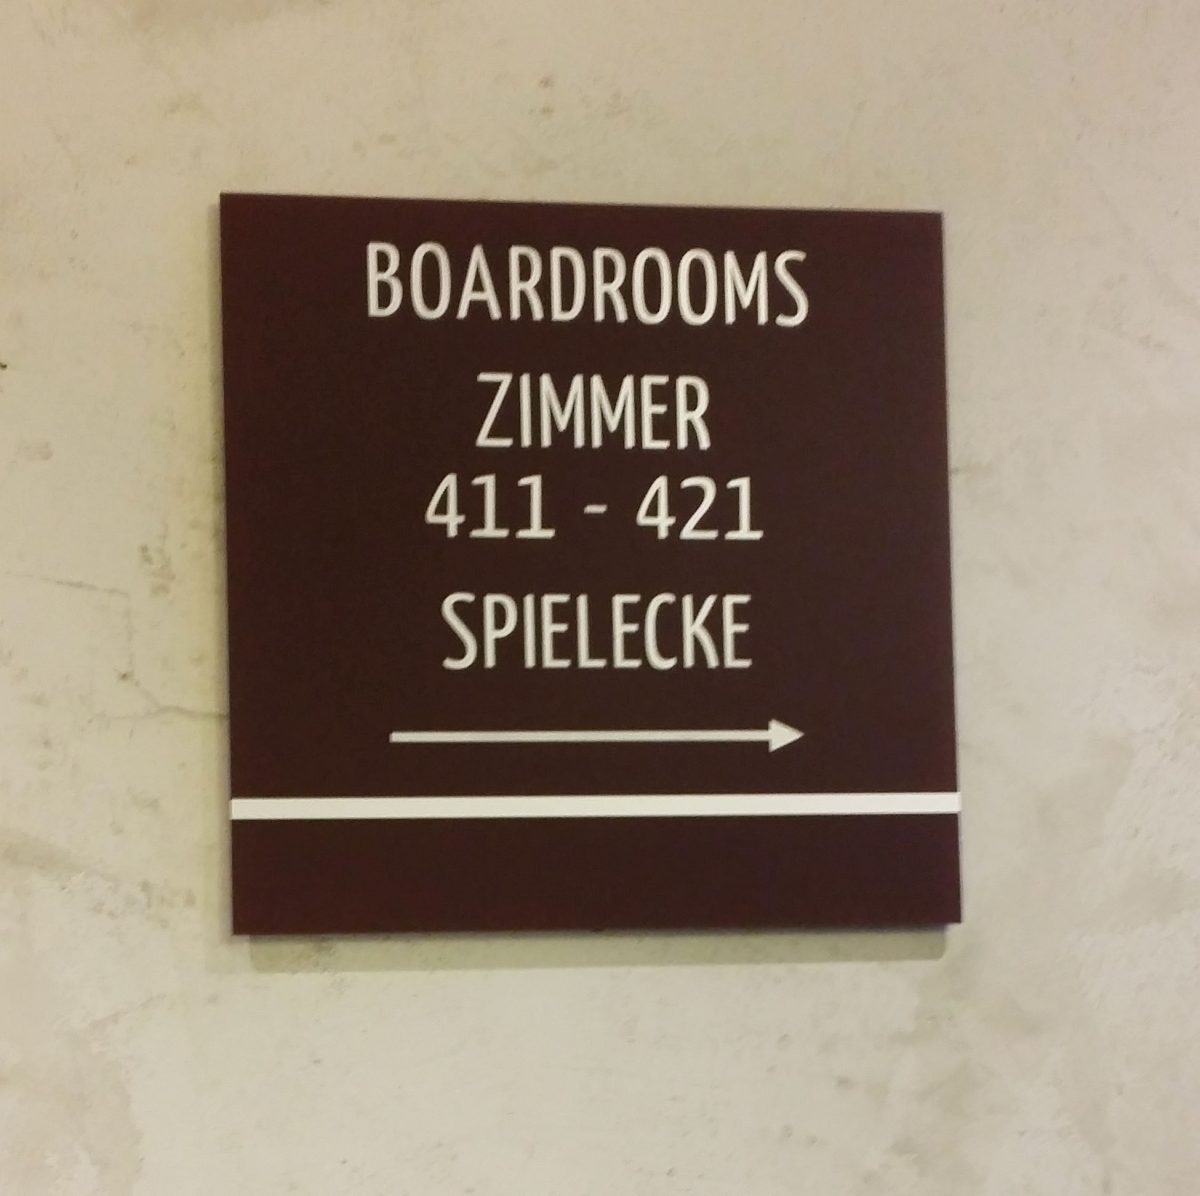 BOARDROOMS
ZIMMER
411 - 421
SPIELECKE